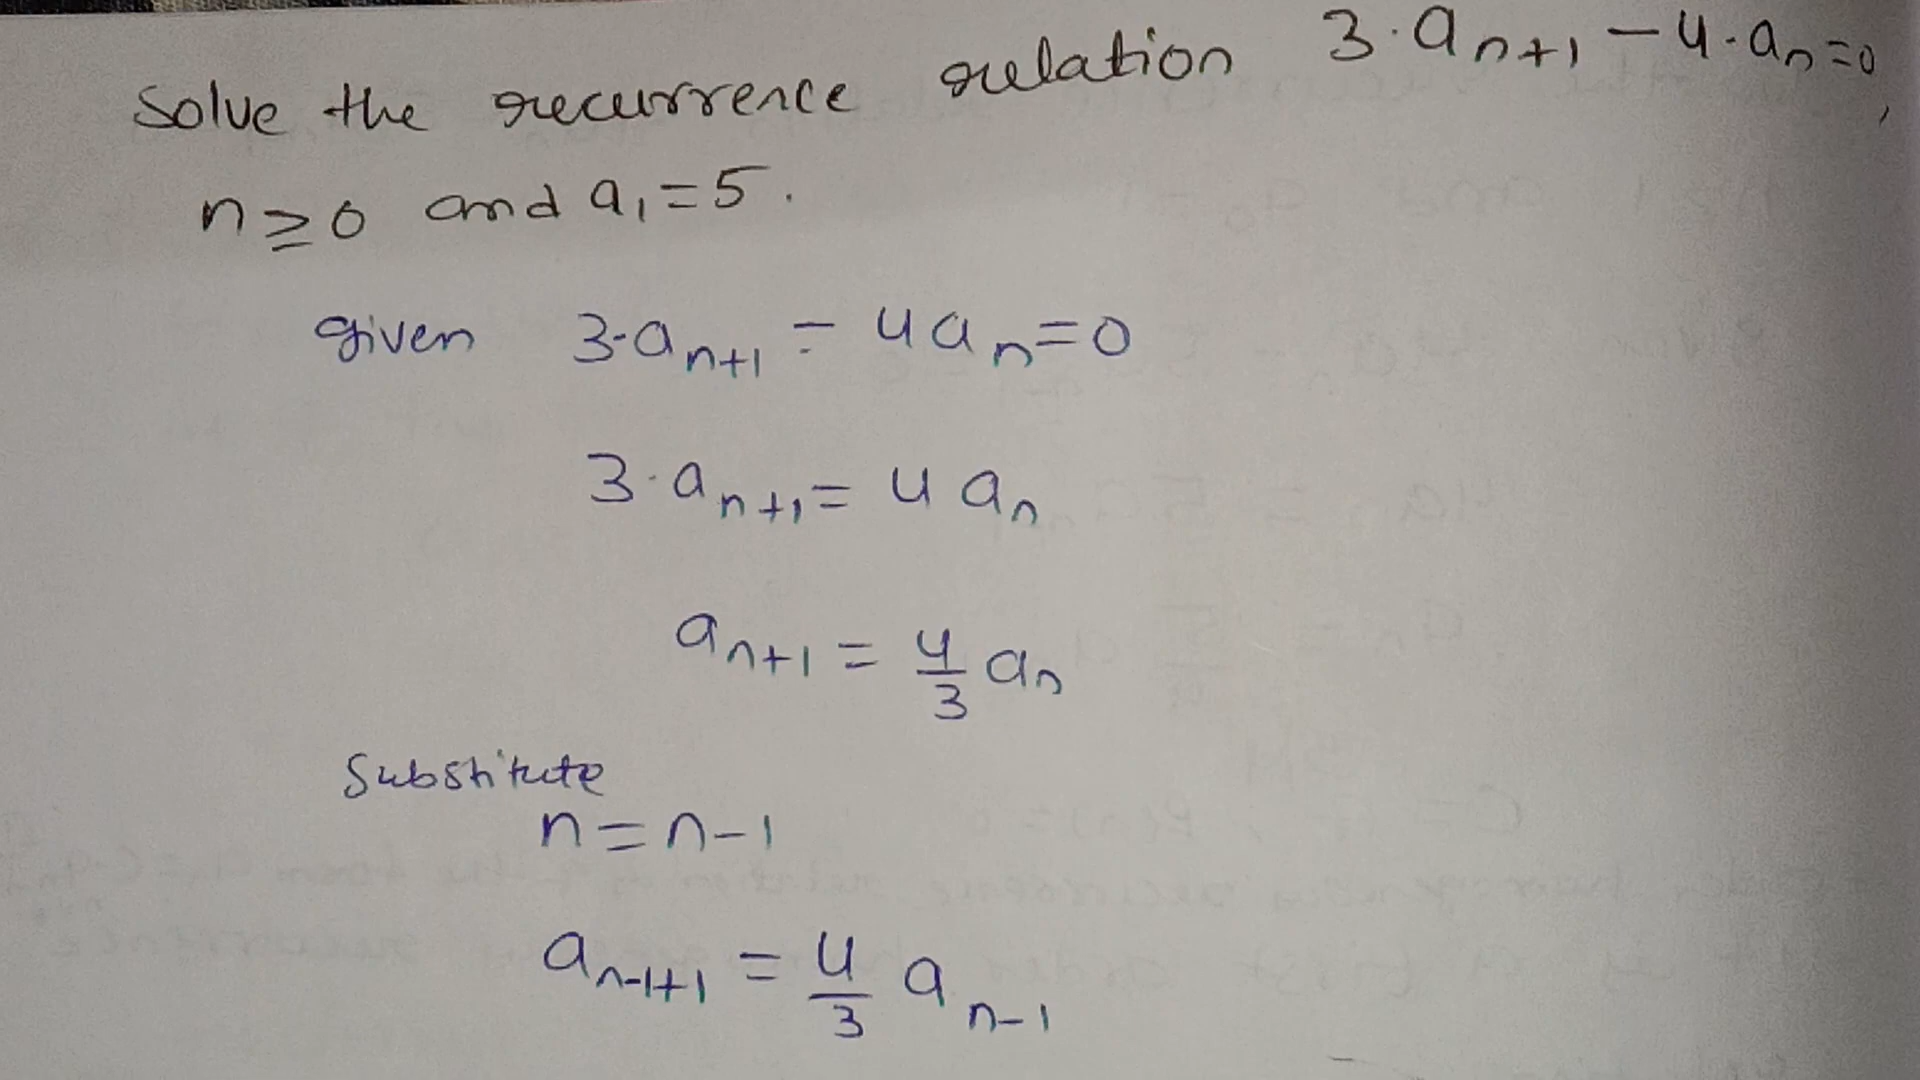 Solve the recurrence relation 3·aₙ₊₁ − 4·aₙ = 0,
n ≥ 0 and a₁ = 5.
given 3·aₙ₊₁ − 4aₙ = 0
3·aₙ₊₁ = 4 aₙ
aₙ₊₁ = 4/3 aₙ
Substitute
n = n − 1
aₙ₋₁₊₁ = 4/3 aₙ₋₁